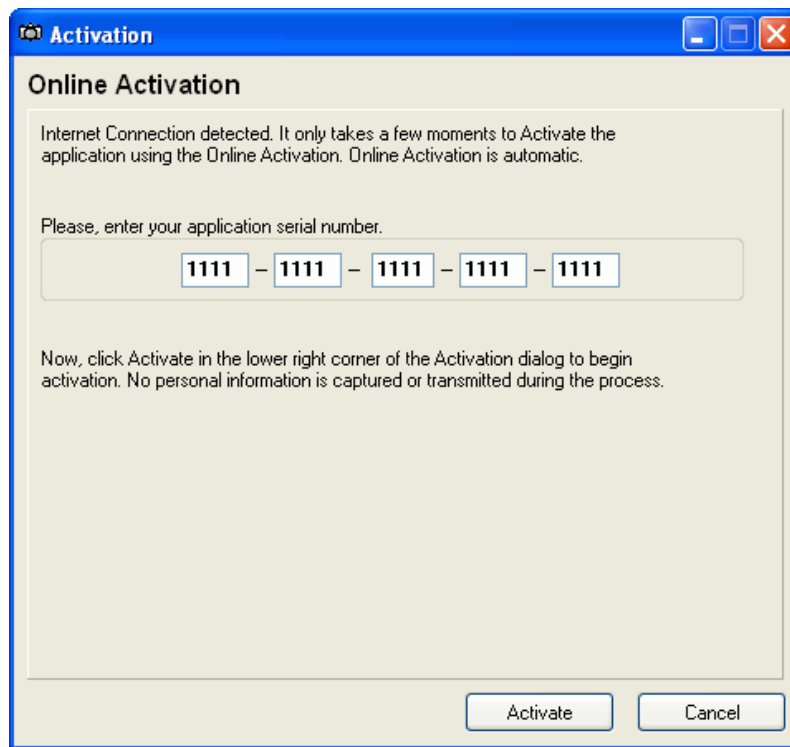 Activation
Online Activation
Internet Connection detected. It only takes a few moments to Activate the
application using the Online Activation. Online Activation is automatic.
Please, enter your application serial number.
1111 – 1111 – 1111 – 1111 – 1111
Now, click Activate in the lower right corner of the Activation dialog to begin
activation. No personal information is captured or transmitted during the process.
Activate Cancel